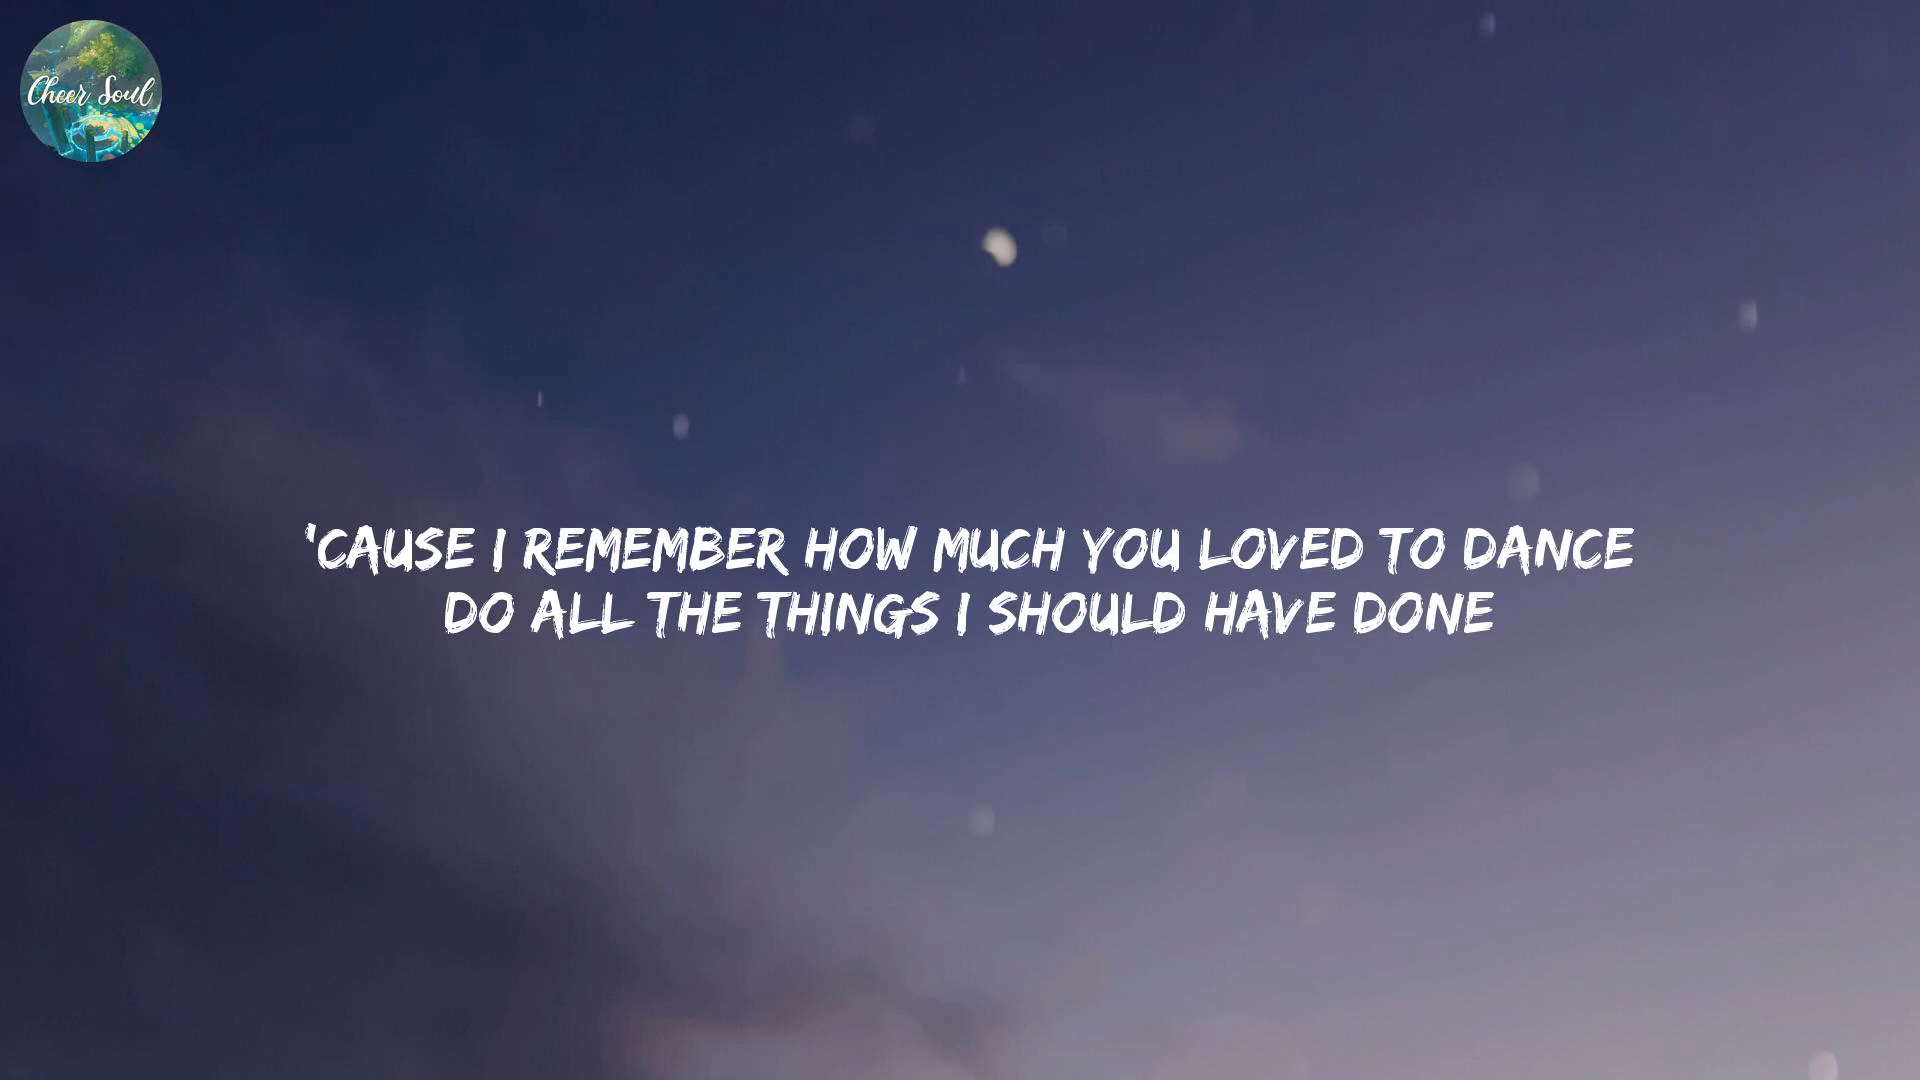 Cheer Soul
'CAUSE I REMEMBER HOW MUCH YOU LOVED TO DANCE
DO ALL THE THINGS I SHOULD HAVE DONE